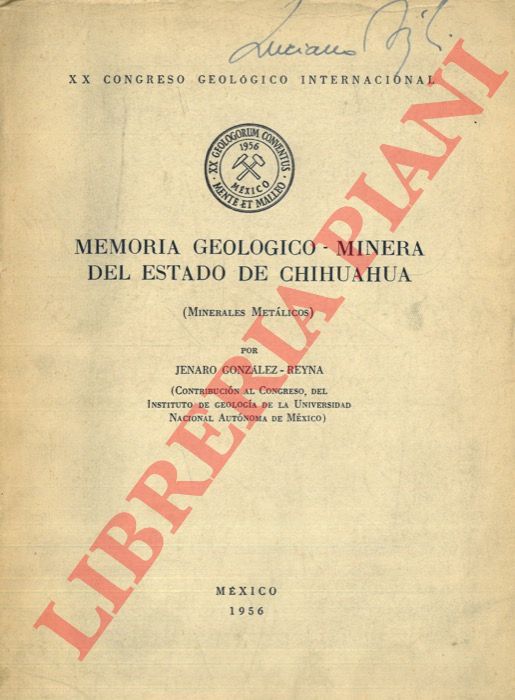 Luciano
XX CONGRESO GEOLÓGICO INTERNACIONAL
XX GEOLOGORUM CONVENTUS
1956
MÉXICO
MENTE ET MALLEO
MEMORIA GEOLOGICO - MINERA
DEL ESTADO DE CHIHUAHUA
(MINERALES METÁLICOS)
POR
JENARO GONZÁLEZ-REYNA
(CONTRIBUCIÓN AL CONGRESO, DEL
INSTITUTO DE GEOLOGÍA DE LA UNIVERSIDAD
NACIONAL AUTÓNOMA DE MÉXICO)
MÉXICO
1956
LIBRERIA PIANI